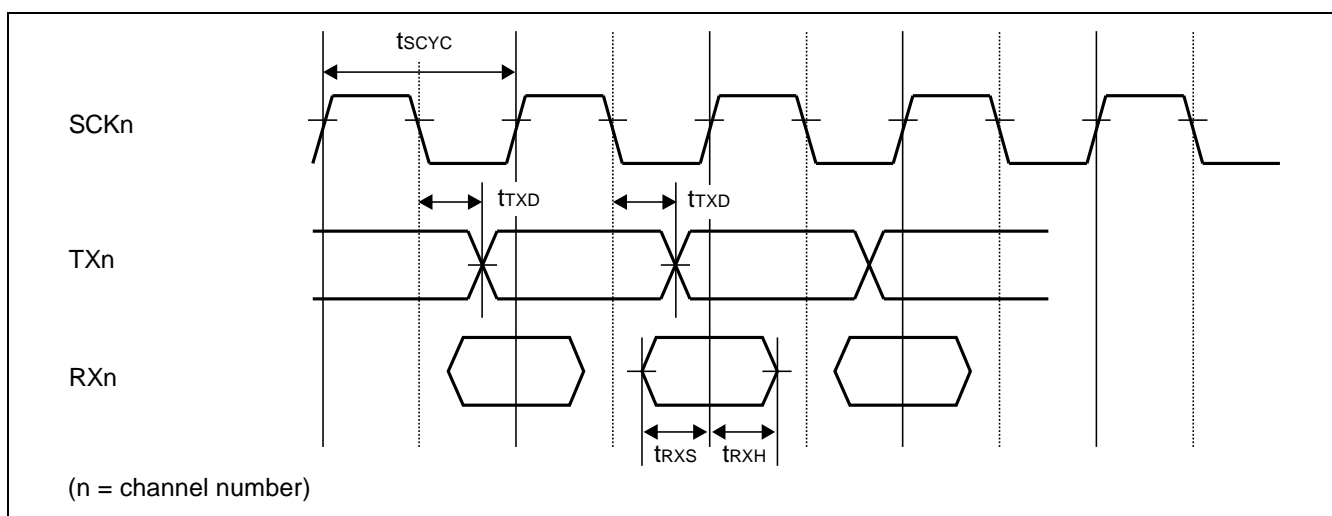 tSCYC
SCKn
tTXD tTXD
TXn
RXn
tRXS tRXH
(n = channel number)